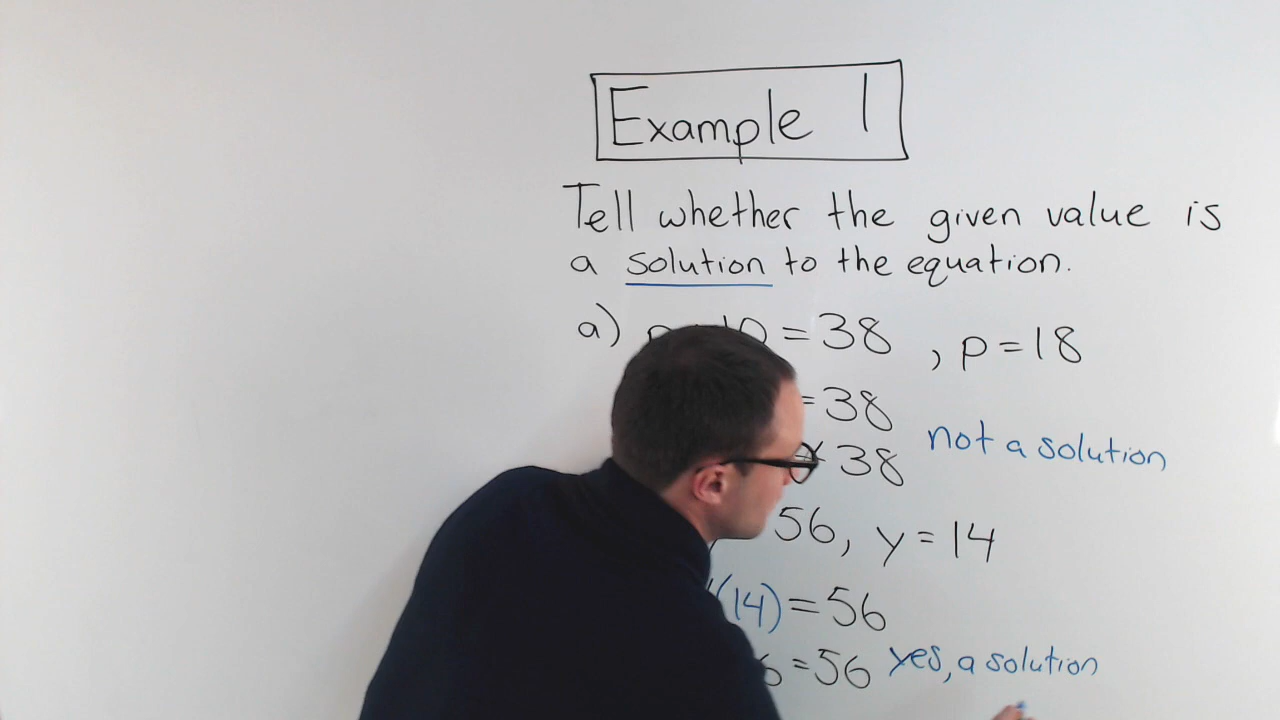 Example 1
Tell whether the given value is
a solution to the equation.
a) = 38 , p = 18
= 38
38 not a solution
56, y = 14
(14) = 56
6 = 56 yes, a solution